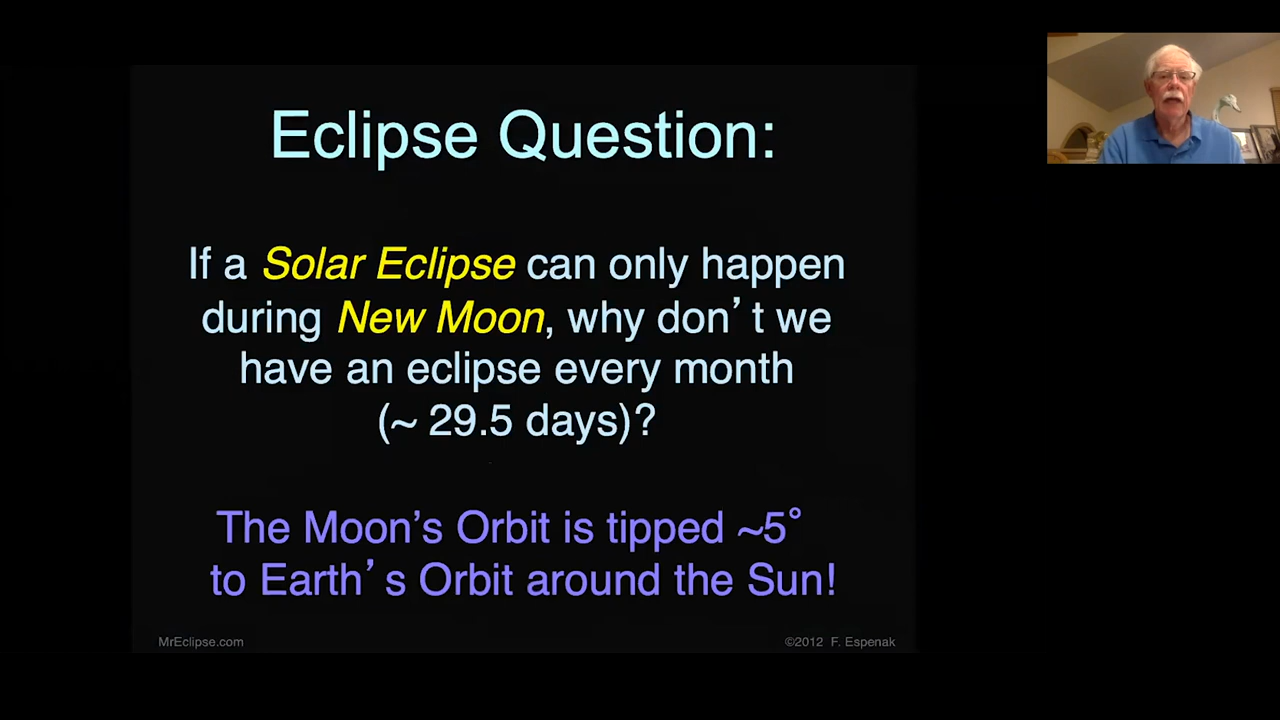 Eclipse Question:
If a Solar Eclipse can only happen
during New Moon, why don’t we
have an eclipse every month
(~ 29.5 days)?
The Moon’s Orbit is tipped ~5°
to Earth’s Orbit around the Sun!
MrEclipse.com
©2012 F. Espenak